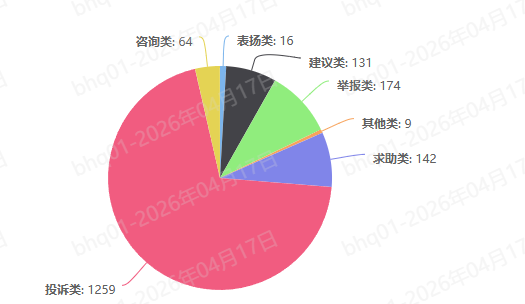 咨询类: 64
表扬类: 16
建议类: 131
举报类: 174
其他类: 9
求助类: 142
投诉类: 1259
bhq01-2026年04月17日